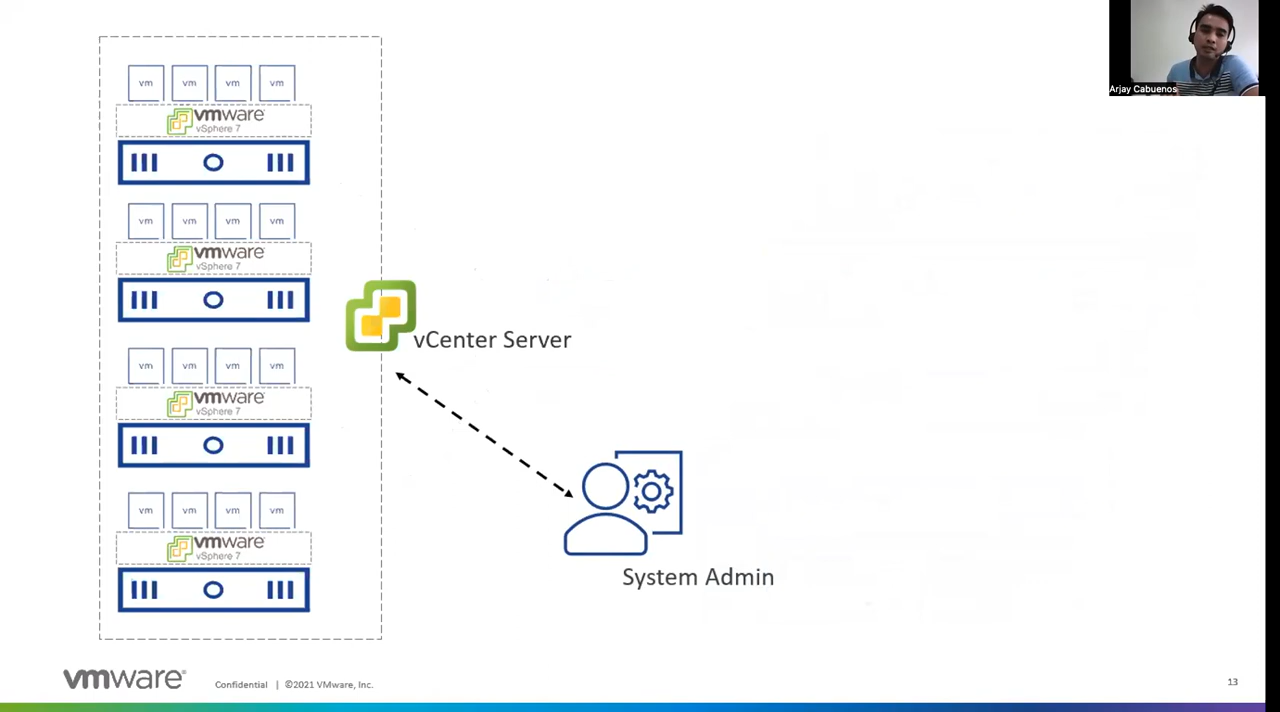 Arjay Cabuenos
vm vm vm vm
vmware
vSphere 7
vm vm vm vm
vmware
vSphere 7
vCenter Server
vm vm vm vm
vmware
vSphere 7
vm vm vm vm
vmware
vSphere 7
System Admin
vmware® Confidential | ©2021 VMware, Inc. 13